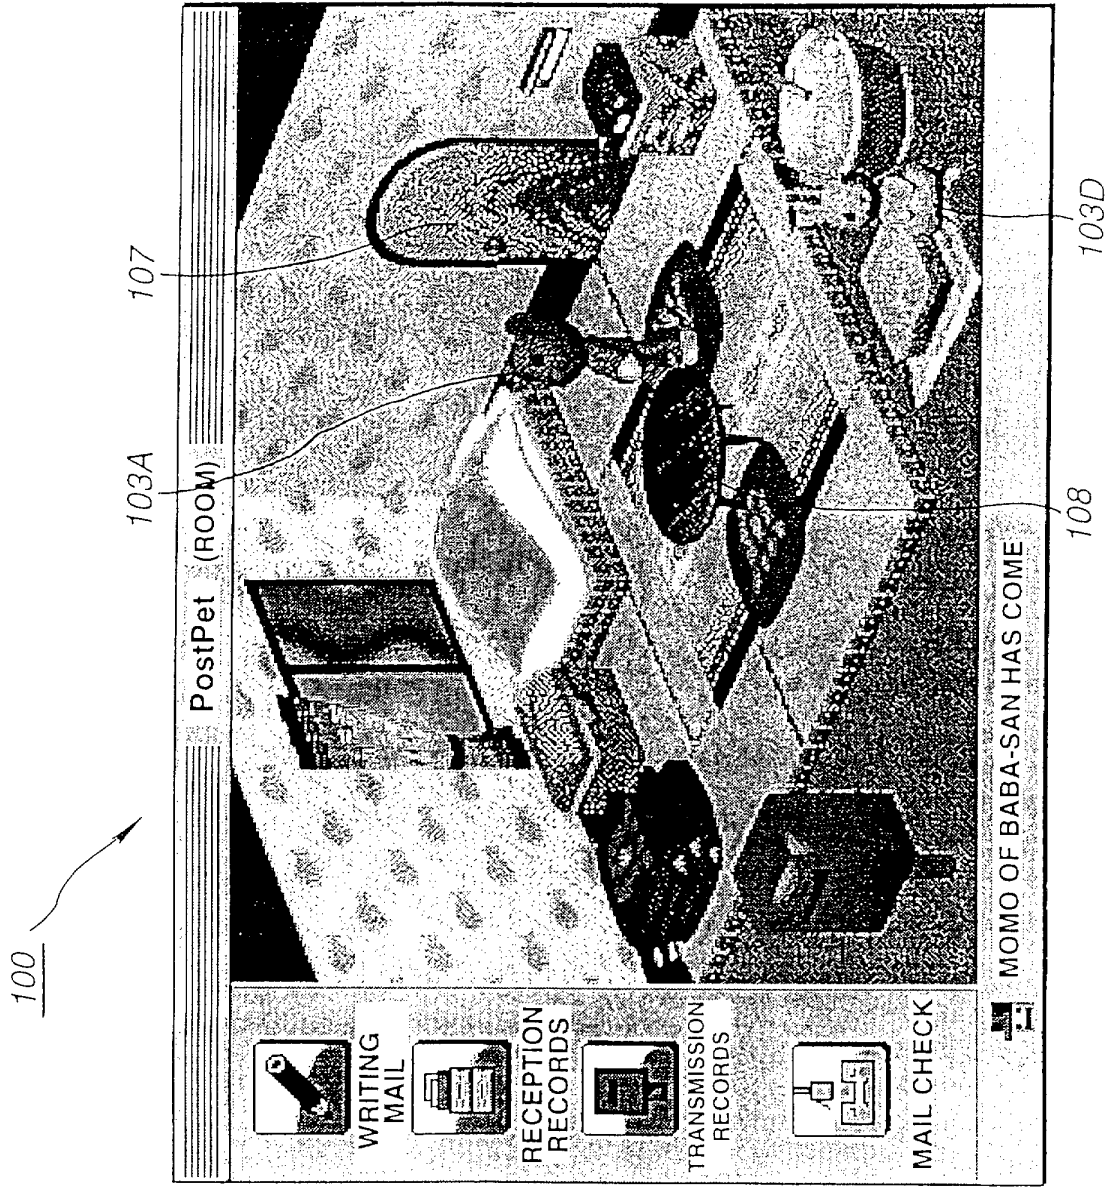 100
PostPet (ROOM)
103A
107
WRITING
MAIL
RECEPTION
RECORDS
TRANSMISSION
RECORDS
MAIL CHECK
MOMO OF BABA-SAN HAS COME
108
103D